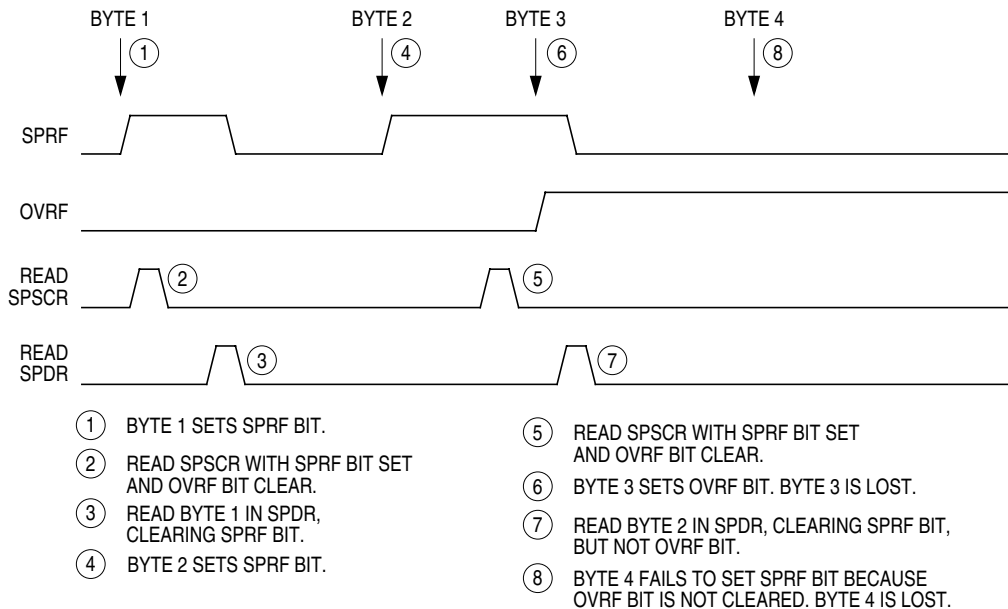 BYTE 1 BYTE 2 BYTE 3 BYTE 4
1 4 6 8
SPRF
OVRF
READ
SPSCR
2 5
READ
SPDR
3 7
1 BYTE 1 SETS SPRF BIT.
2 READ SPSCR WITH SPRF BIT SET
AND OVRF BIT CLEAR.
3 READ BYTE 1 IN SPDR,
CLEARING SPRF BIT.
4 BYTE 2 SETS SPRF BIT.
5 READ SPSCR WITH SPRF BIT SET
AND OVRF BIT CLEAR.
6 BYTE 3 SETS OVRF BIT. BYTE 3 IS LOST.
7 READ BYTE 2 IN SPDR, CLEARING SPRF BIT,
BUT NOT OVRF BIT.
8 BYTE 4 FAILS TO SET SPRF BIT BECAUSE
OVRF BIT IS NOT CLEARED. BYTE 4 IS LOST.